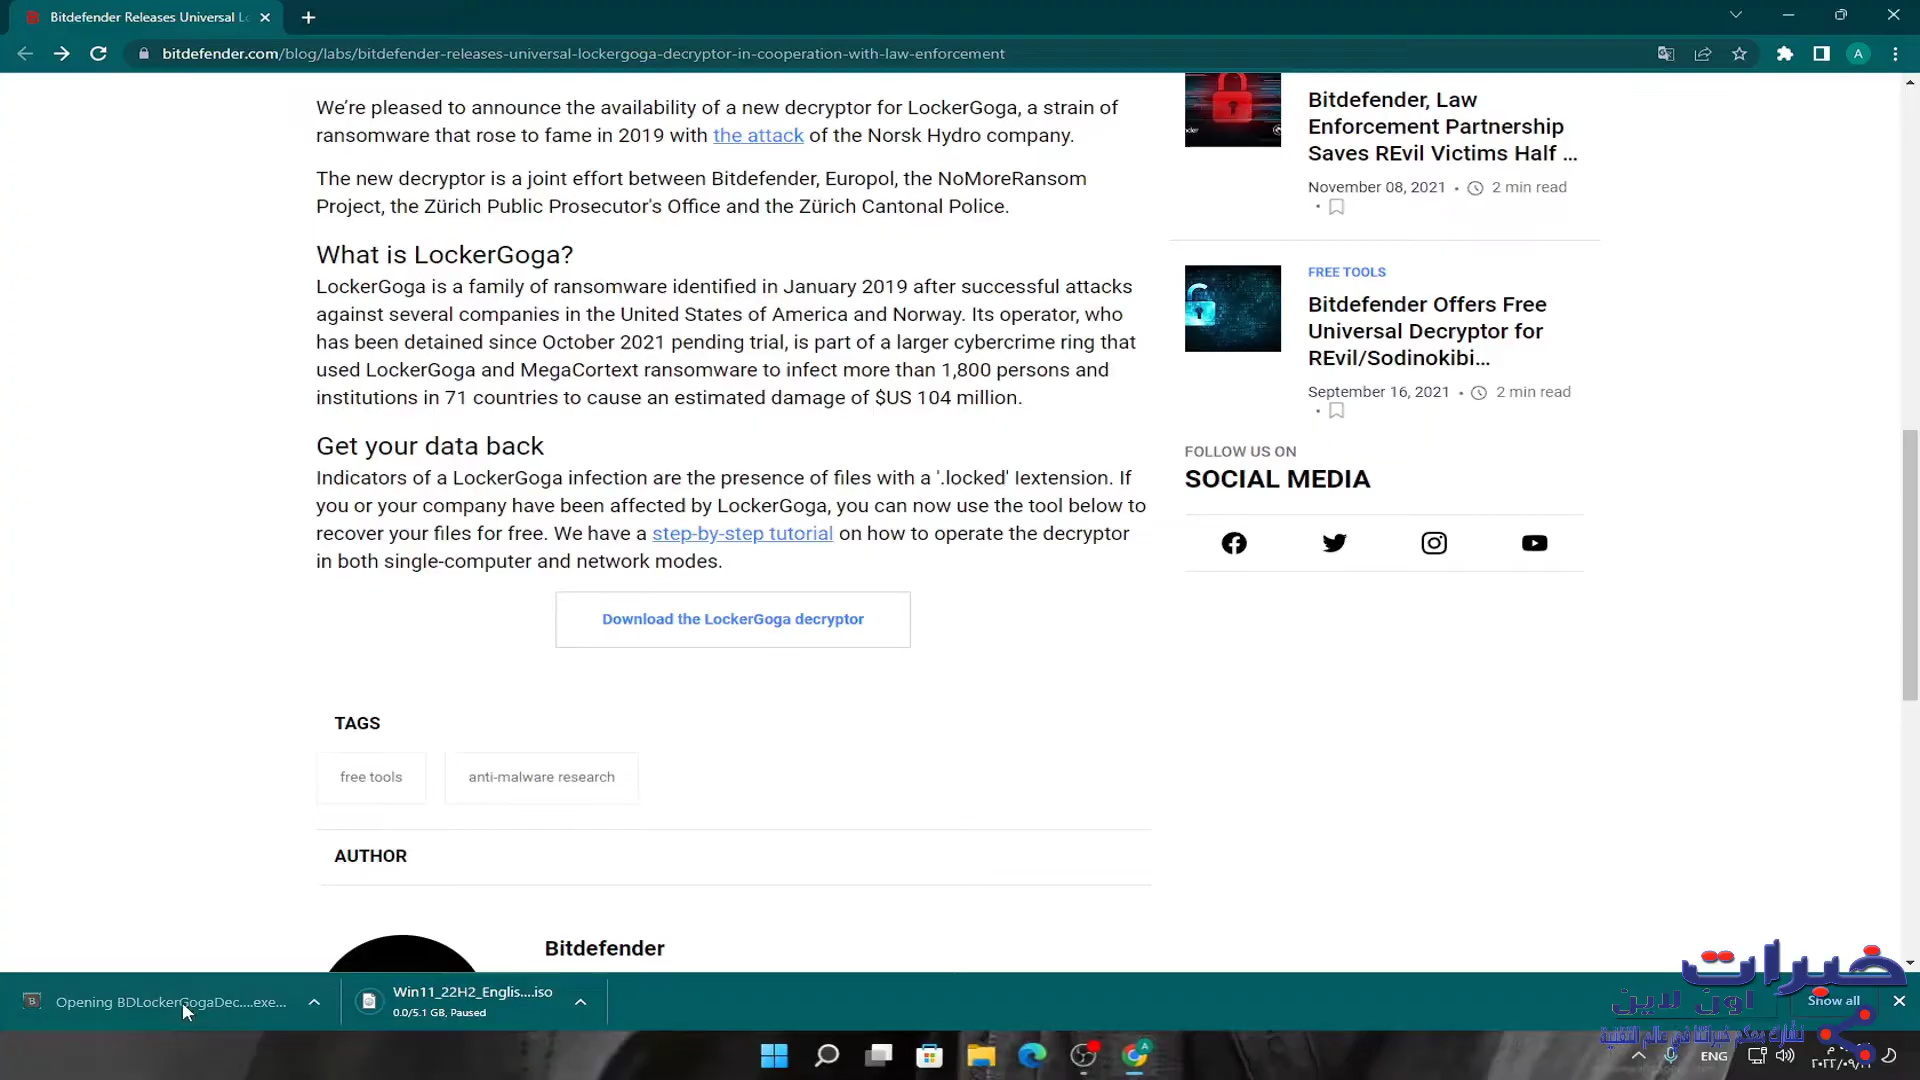 Bitdefender Releases Universal Lo
bitdefender.com/blog/labs/bitdefender-releases-universal-lockergoga-decryptor-in-cooperation-with-law-enforcement
A
We're pleased to announce the availability of a new decryptor for LockerGoga, a strain of
ransomware that rose to fame in 2019 with the attack of the Norsk Hydro company.
The new decryptor is a joint effort between Bitdefender, Europol, the NoMoreRansom
Project, the Zürich Public Prosecutor's Office and the Zürich Cantonal Police.
What is LockerGoga?
LockerGoga is a family of ransomware identified in January 2019 after successful attacks
against several companies in the United States of America and Norway. Its operator, who
has been detained since October 2021 pending trial, is part of a larger cybercrime ring that
used LockerGoga and MegaCortext ransomware to infect more than 1,800 persons and
institutions in 71 countries to cause an estimated damage of $US 104 million.
Get your data back
Indicators of a LockerGoga infection are the presence of files with a '.locked' Iextension. If
you or your company have been affected by LockerGoga, you can now use the tool below to
recover your files for free. We have a step-by-step tutorial on how to operate the decryptor
in both single-computer and network modes.
Download the LockerGoga decryptor
TAGS
free tools
anti-malware research
AUTHOR
Bitdefender
Bitdefender, Law
Enforcement Partnership
Saves REvil Victims Half ...
November 08, 2021 • 2 min read
FREE TOOLS
Bitdefender Offers Free
Universal Decryptor for
REvil/Sodinokibi...
September 16, 2021 • 2 min read
FOLLOW US ON
SOCIAL MEDIA
Opening BDLockerGogaDec....exe...
Win11_22H2_Englis....iso
0.0/5.1 GB, Paused
Show all
خبرات
اون لاين
نشارك معكم خبراتنا في عالم التقنية
ENG